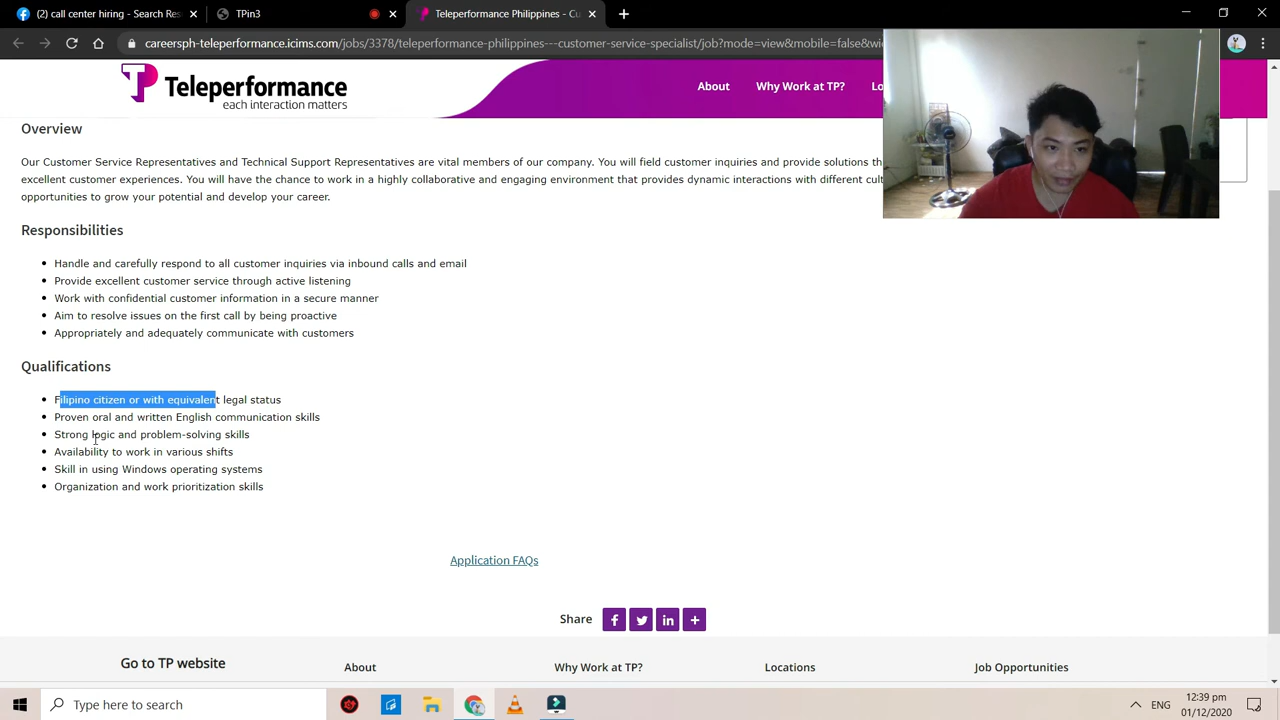 (2) call center hiring - Search Res
TPin3
Teleperformance Philippines - Cu
careersph-teleperformance.icims.com/jobs/3378/teleperformance-philippines---customer-service-specialist/job?mode=view&mobile=false&wi
Teleperformance
each interaction matters
About
Why Work at TP?
Lo
Overview
Our Customer Service Representatives and Technical Support Representatives are vital members of our company. You will field customer inquiries and provide solutions th
excellent customer experiences. You will have the chance to work in a highly collaborative and engaging environment that provides dynamic interactions with different cult
opportunities to grow your potential and develop your career.
Responsibilities
• Handle and carefully respond to all customer inquiries via inbound calls and email
• Provide excellent customer service through active listening
• Work with confidential customer information in a secure manner
• Aim to resolve issues on the first call by being proactive
• Appropriately and adequately communicate with customers
Qualifications
• Filipino citizen or with equivalent legal status
• Proven oral and written English communication skills
• Strong logic and problem-solving skills
• Availability to work in various shifts
• Skill in using Windows operating systems
• Organization and work prioritization skills
Application FAQs
Share
Go to TP website
About
Why Work at TP?
Locations
Job Opportunities
Type here to search
ENG
12:39 pm
01/12/2020